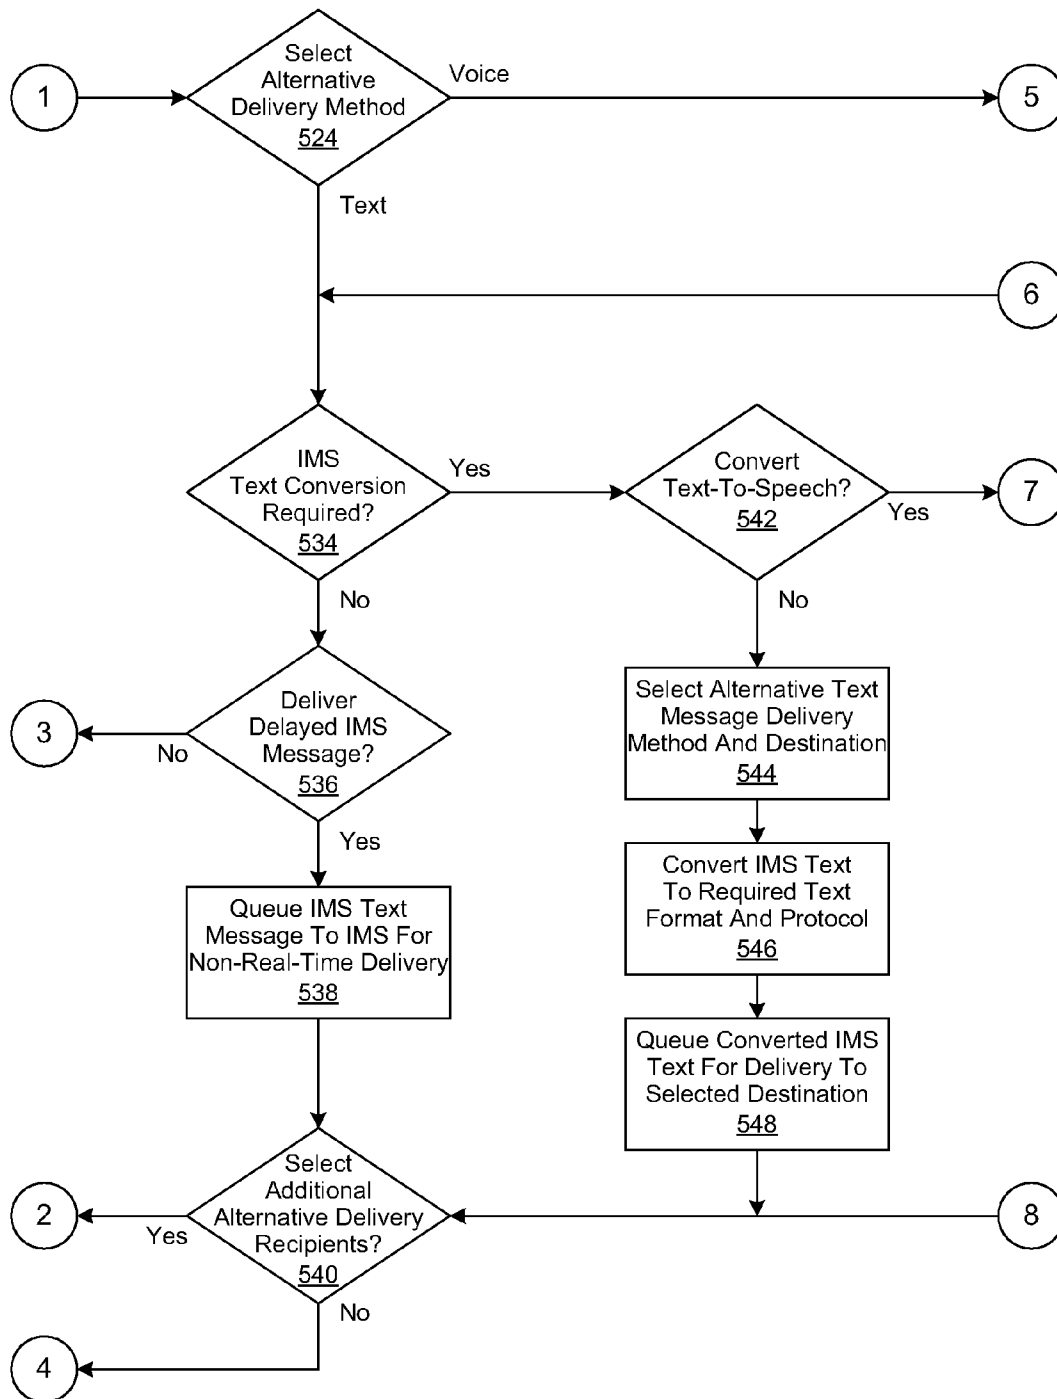 1
Select
Alternative
Delivery Method
524
Voice
5
Text
6
IMS
Text Conversion
Required?
534
Yes
Convert
Text-To-Speech?
542
Yes
7
No
No
Deliver
Delayed IMS
Message?
536
No
3
Yes
Select Alternative Text
Message Delivery
Method And Destination
544
Convert IMS Text
To Required Text
Format And Protocol
546
Queue IMS Text
Message To IMS For
Non-Real-Time Delivery
538
Queue Converted IMS
Text For Delivery To
Selected Destination
548
Select
Additional
Alternative Delivery
Recipients?
540
Yes
2
8
No
4